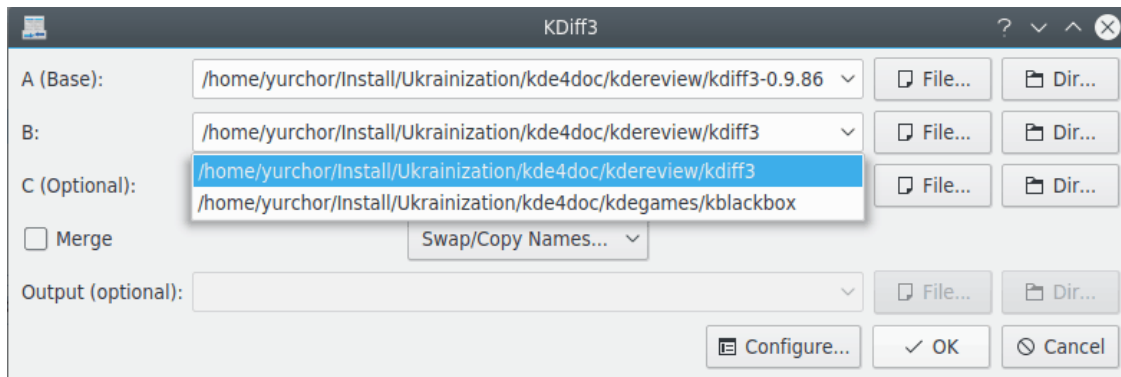 KDiff3
A (Base): /home/yurchor/Install/Ukrainization/kde4doc/kdereview/kdiff3-0.9.86 File... Dir...
B: /home/yurchor/Install/Ukrainization/kde4doc/kdereview/kdiff3 File... Dir...
/home/yurchor/Install/Ukrainization/kde4doc/kdereview/kdiff3
C (Optional): File... Dir...
/home/yurchor/Install/Ukrainization/kde4doc/kdegames/kblackbox
Merge Swap/Copy Names...
Output (optional): File... Dir...
Configure... OK Cancel